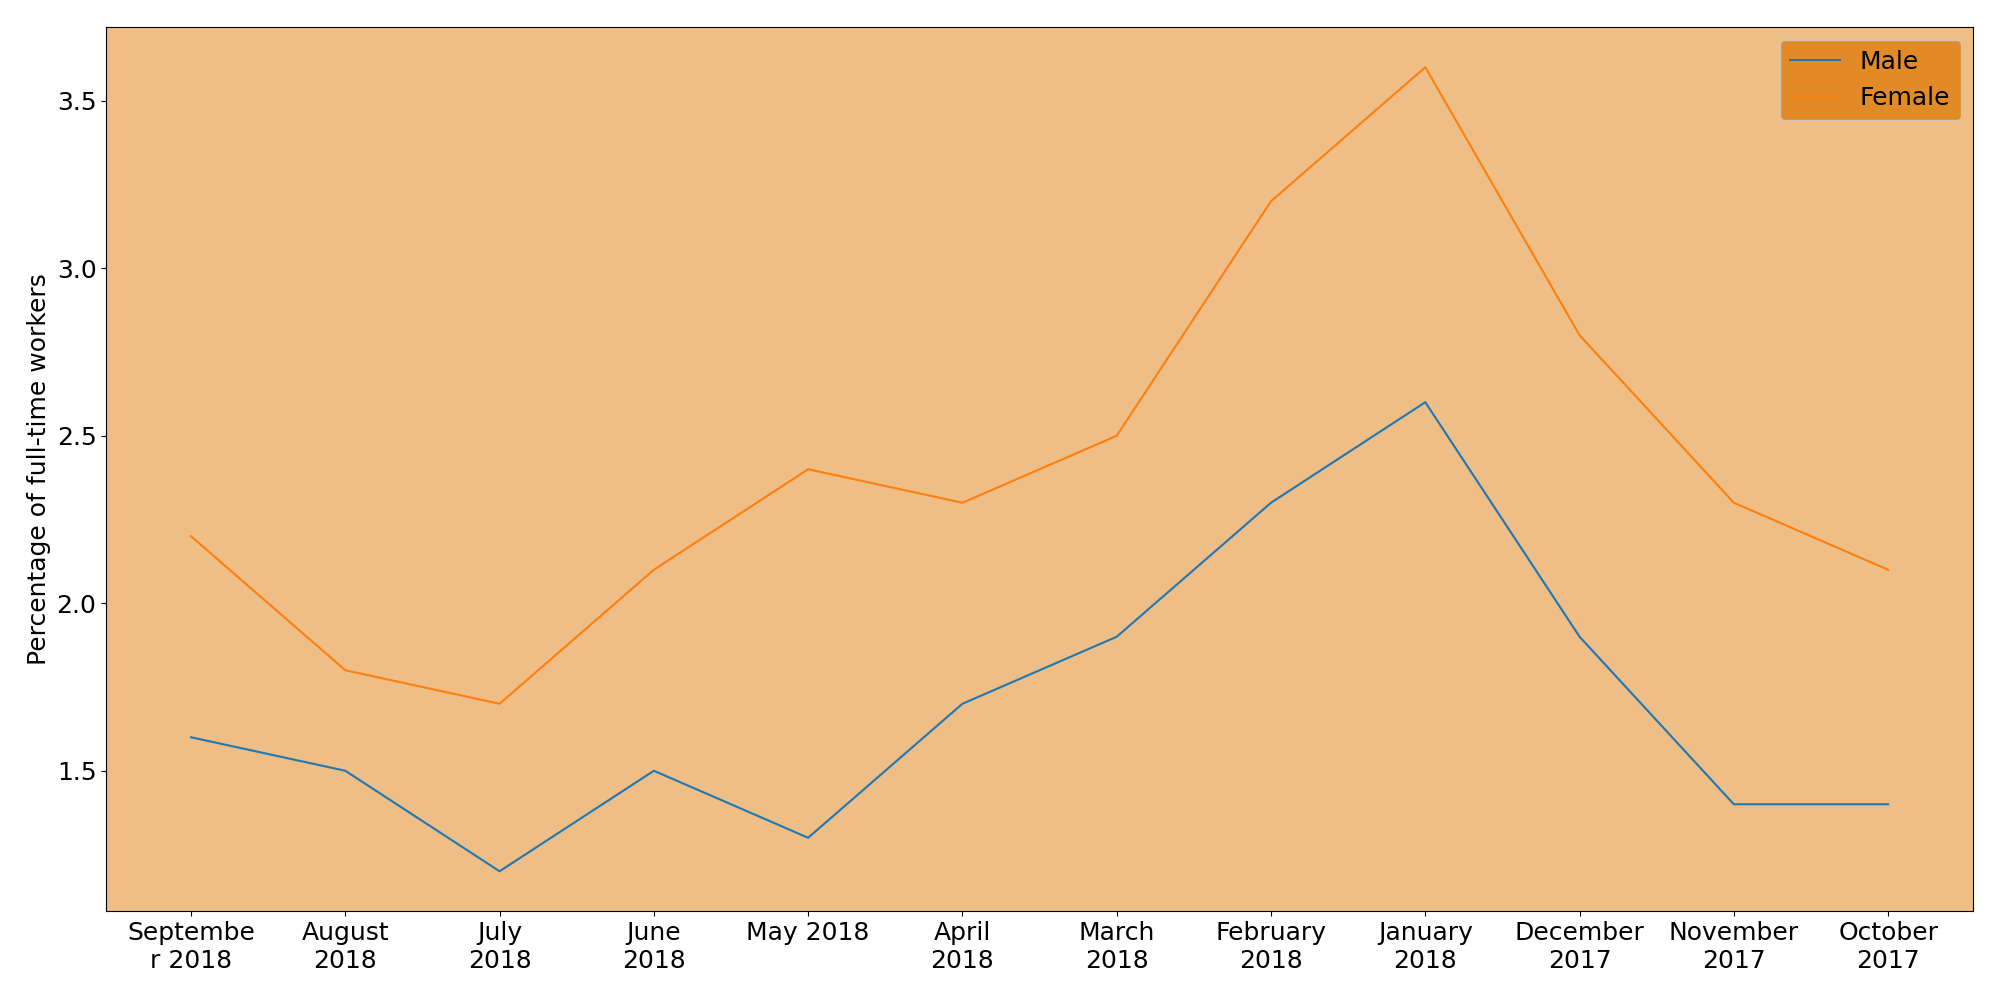 Male
Female
3.5
3.0
2.5
2.0
1.5
Percentage of full-time workers
Septembe
r 2018
August
2018
July
2018
June
2018
May 2018
April
2018
March
2018
February
2018
January
2018
December
2017
November
2017
October
2017